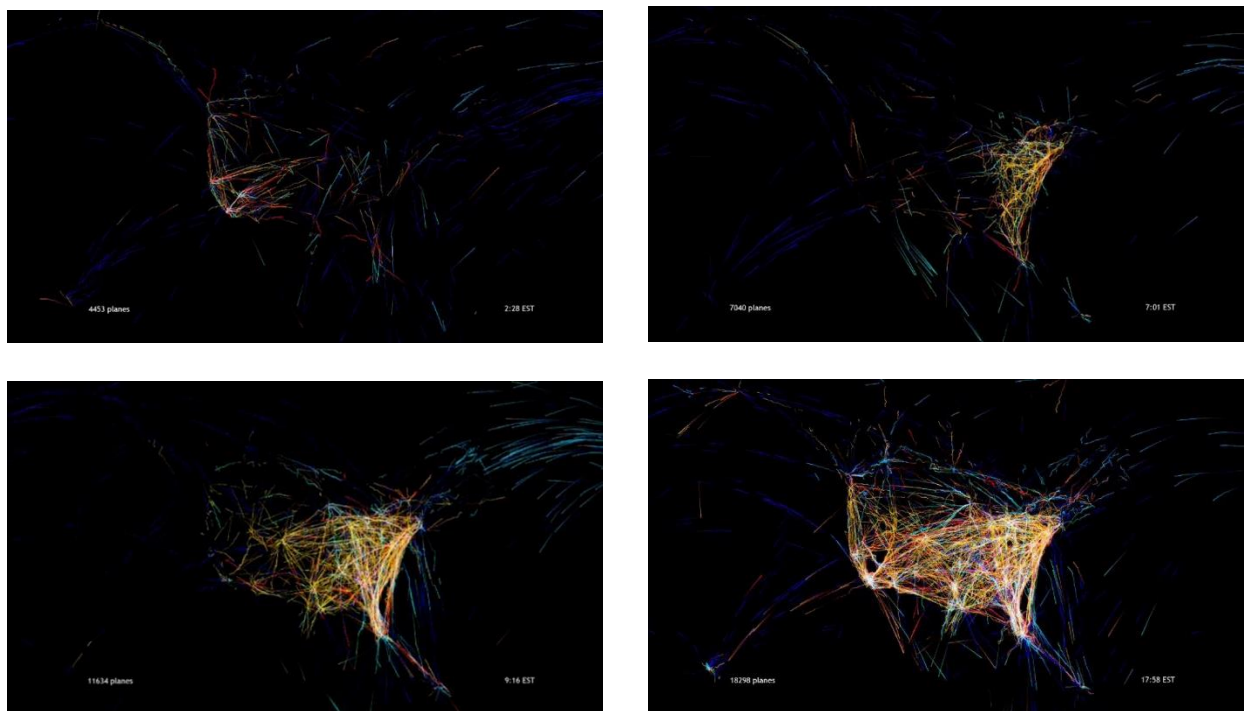 4453 planes
2:28 EST
7040 planes
7:01 EST
11634 planes
9:16 EST
18298 planes
17:58 EST